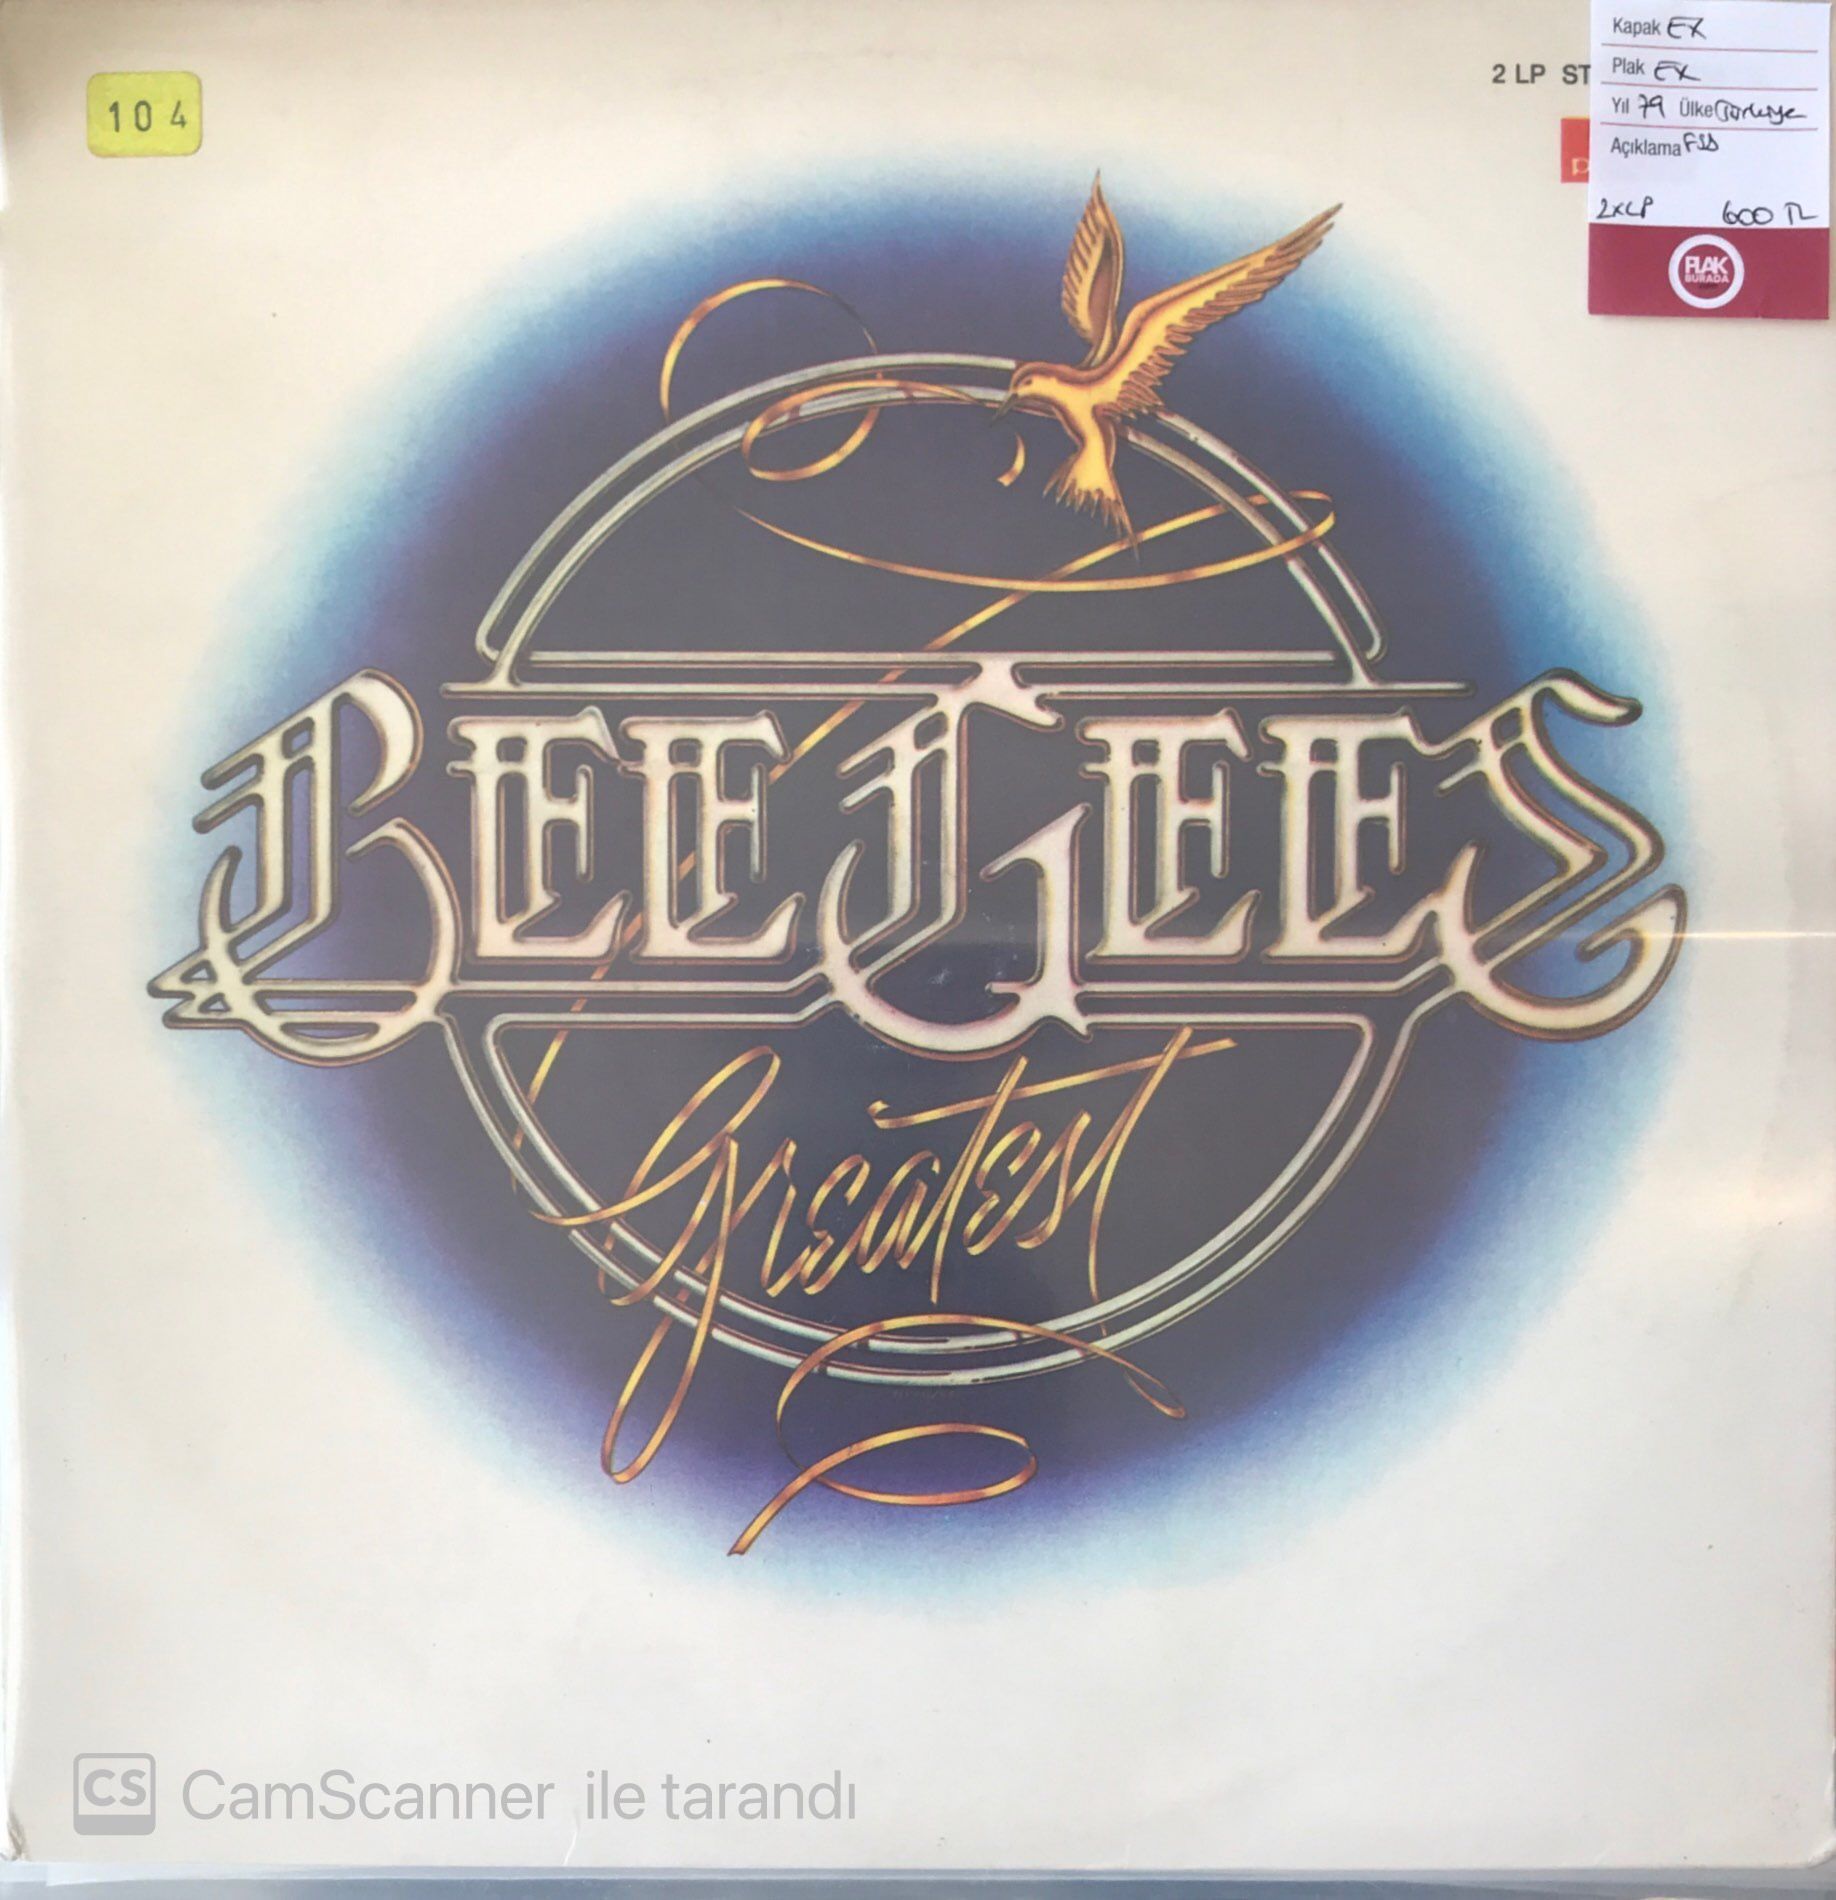 104
2 LP ST
Kapak EX
Plak EX
Yıl 79 Ülke Türkiye
Açıklama
2xLP 600 TL
PLAK
BURADA
BEE GEES
Greatest
CS CamScanner ile tarandı